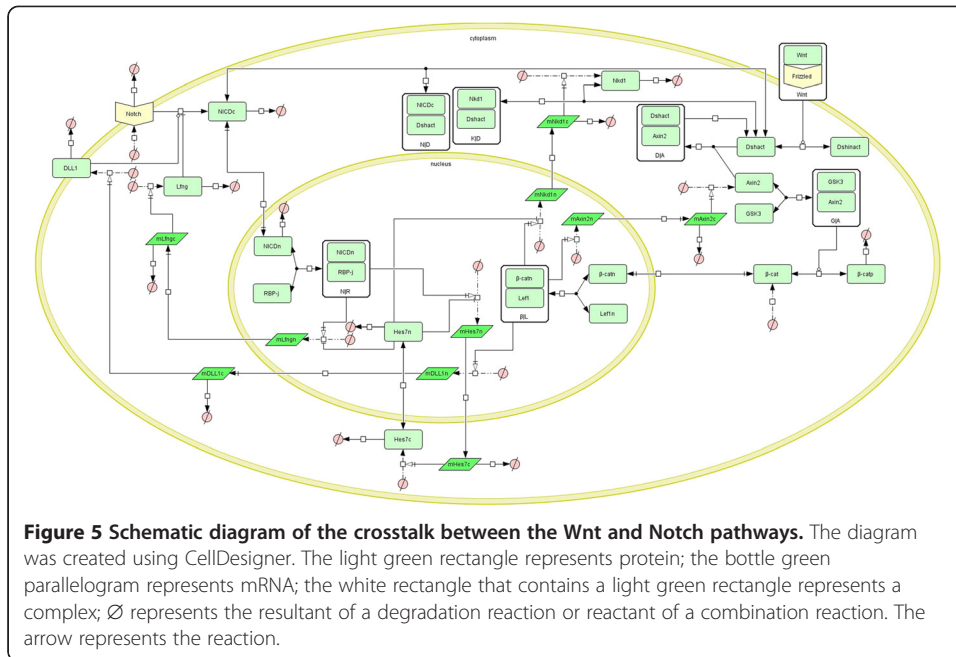 cytoplasm
Wnt
Frizzled
Wnt
Notch
NICDc
NICDc
Dshact
N|D
Nkd1
Dshact
K|D
Nkd1
mNkd1c
Dshact
Axin2
D|A
Dshact
Dshinact
DLL1
Lfng
nucleus
mNkd1n
Axin2
GSK3
GSK3
Axin2
G|A
mLfngc
mAxin2n
mAxin2c
NICDn
RBP-j
NICDn
RBP-j
N|R
β-catn
Lef1
B|L
β-catn
Lef1n
β-cat
β-catp
mLfngn
Hes7n
mHes7n
mDLL1c
mDLL1n
Hes7c
mHes7c
Figure 5 Schematic diagram of the crosstalk between the Wnt and Notch pathways. The diagram
was created using CellDesigner. The light green rectangle represents protein; the bottle green
parallelogram represents mRNA; the white rectangle that contains a light green rectangle represents a
complex; Ø represents the resultant of a degradation reaction or reactant of a combination reaction. The
arrow represents the reaction.